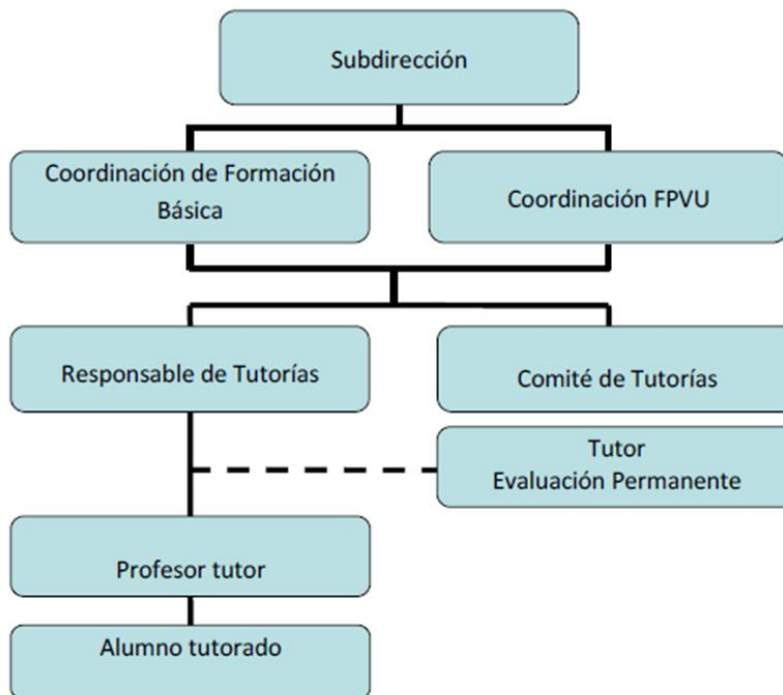 Subdirección
Coordinación de Formación
Básica
Coordinación FPVU
Responsable de Tutorías
Comité de Tutorías
Tutor
Evaluación Permanente
Profesor tutor
Alumno tutorado